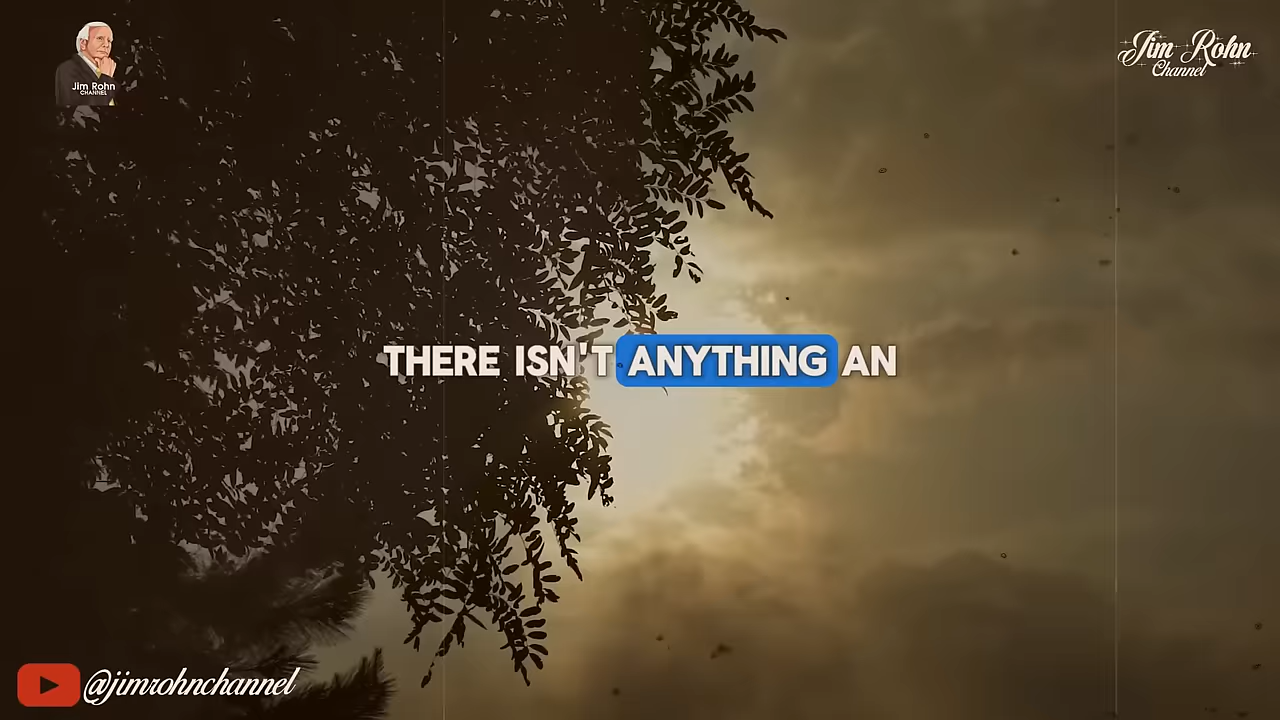 Jim Rohn
CHANNEL
Jim Rohn
Channel
THERE ISN'T ANYTHING AN
@jimrohnchannel